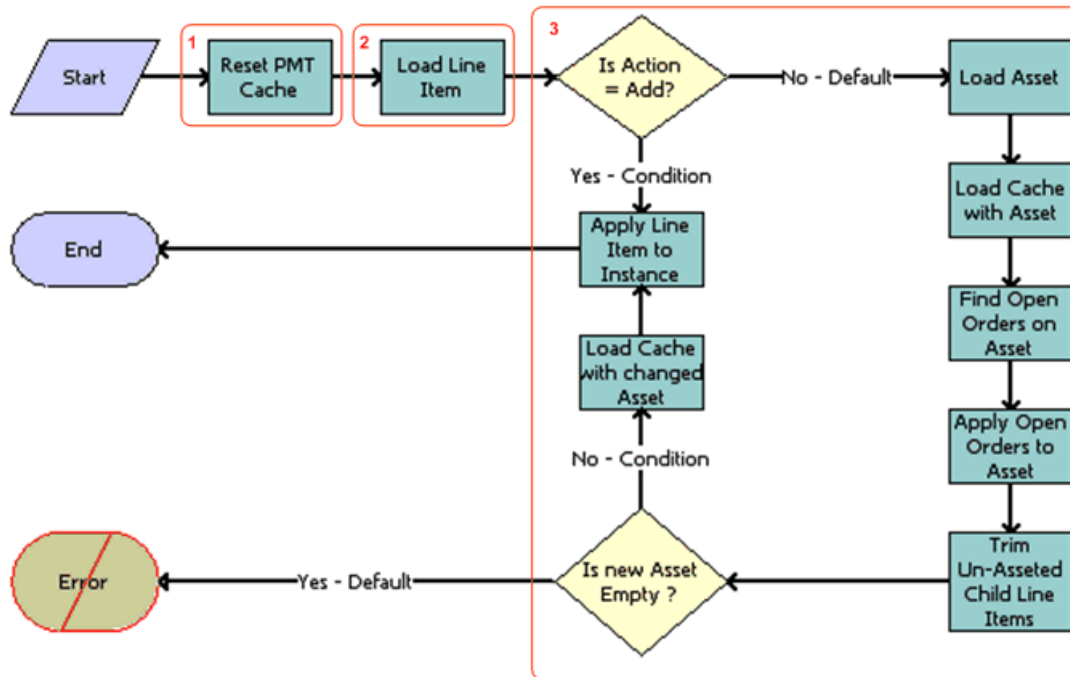 1
2
3
Start
Reset PMT
Cache
Load Line
Item
Is Action
= Add?
No - Default
Load Asset
Yes - Condition
Load Cache
with Asset
End
Apply Line
Item to
Instance
Find Open
Orders on
Asset
Load Cache
with changed
Asset
Apply Open
Orders to
Asset
No - Condition
Error
Yes - Default
Is new Asset
Empty ?
Trim
Un-Asseted
Child Line
Items